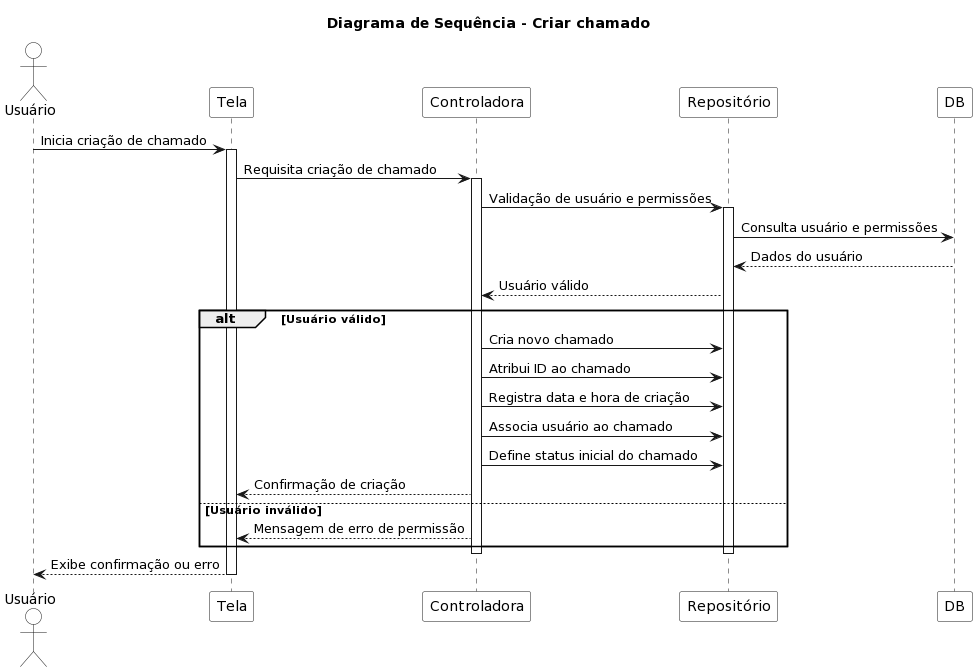 Diagrama de Sequência - Criar chamado
Usuário
Tela
Controladora
Repositório
DB
Inicia criação de chamado
Requisita criação de chamado
Validação de usuário e permissões
Consulta usuário e permissões
Dados do usuário
Usuário válido
alt [Usuário válido]
Cria novo chamado
Atribui ID ao chamado
Registra data e hora de criação
Associa usuário ao chamado
Define status inicial do chamado
Confirmação de criação
[Usuário inválido]
Mensagem de erro de permissão
Exibe confirmação ou erro
Usuário
Tela
Controladora
Repositório
DB